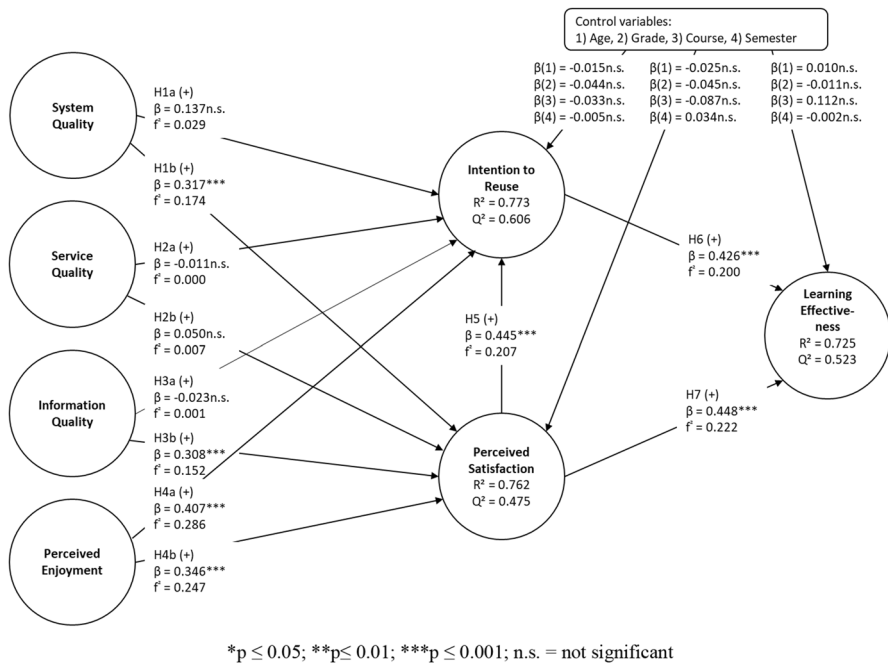 Control variables:
1) Age, 2) Grade, 3) Course, 4) Semester
β(1) = -0.015n.s.
β(2) = -0.044n.s.
β(3) = -0.033n.s.
β(4) = -0.005n.s.
β(1) = -0.025n.s.
β(2) = -0.045n.s.
β(3) = -0.087n.s.
β(4) = 0.034n.s.
β(1) = 0.010n.s.
β(2) = -0.011n.s.
β(3) = 0.112n.s.
β(4) = -0.002n.s.
System
Quality
H1a (+)
β = 0.137n.s.
f² = 0.029
H1b (+)
β = 0.317***
f² = 0.174
Service
Quality
H2a (+)
β = -0.011n.s.
f² = 0.000
H2b (+)
β = 0.050n.s.
f² = 0.007
Information
Quality
H3a (+)
β = -0.023n.s.
f² = 0.001
H3b (+)
β = 0.308***
f² = 0.152
Perceived
Enjoyment
H4a (+)
β = 0.407***
f² = 0.286
H4b (+)
β = 0.346***
f² = 0.247
Intention to
Reuse
R² = 0.773
Q² = 0.606
H5 (+)
β = 0.445***
f² = 0.207
Perceived
Satisfaction
R² = 0.762
Q² = 0.475
H6 (+)
β = 0.426***
f² = 0.200
H7 (+)
β = 0.448***
f² = 0.222
Learning
Effective-
ness
R² = 0.725
Q² = 0.523
*p ≤ 0.05; **p≤ 0.01; ***p ≤ 0.001; n.s. = not significant